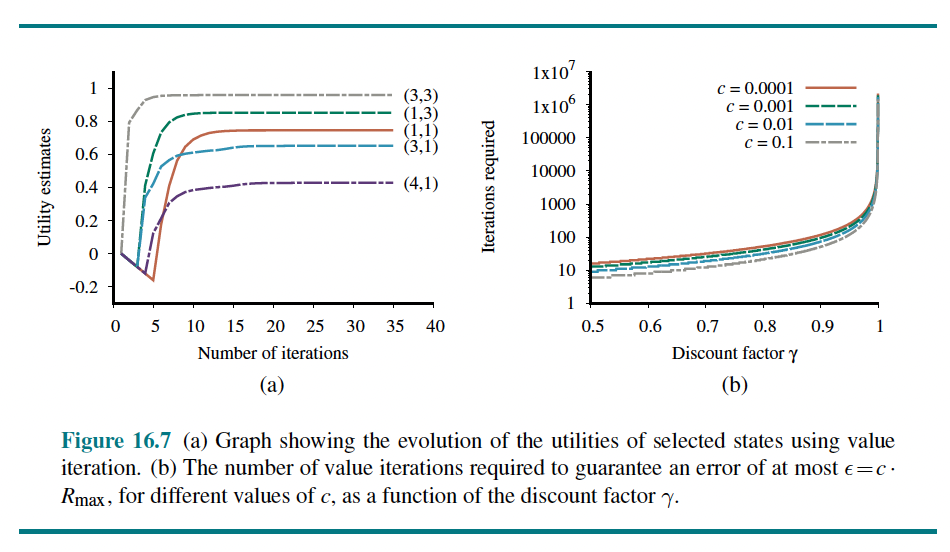 1
0.8
0.6
0.4
0.2
0
-0.2
Utility estimates
(3,3)
(1,3)
(1,1)
(3,1)
(4,1)
0 5 10 15 20 25 30 35 40
Number of iterations
(a)
1x10⁷
1x10⁶
100000
10000
1000
100
10
1
Iterations required
c = 0.0001
c = 0.001
c = 0.01
c = 0.1
0.5 0.6 0.7 0.8 0.9 1
Discount factor γ
(b)
Figure 16.7 (a) Graph showing the evolution of the utilities of selected states using value
iteration. (b) The number of value iterations required to guarantee an error of at most ϵ=c ·
Rmax, for different values of c, as a function of the discount factor γ.